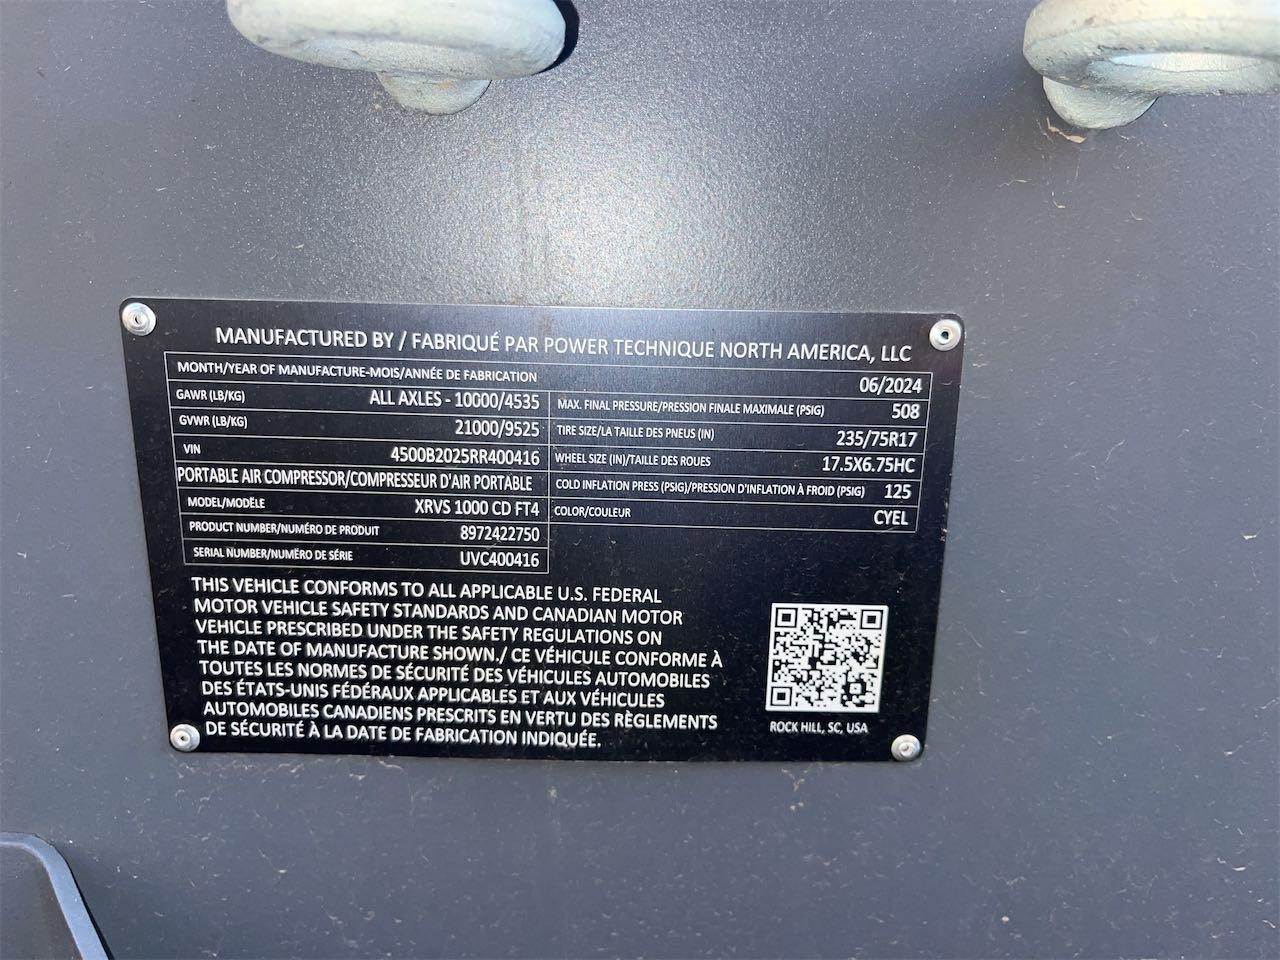 MANUFACTURED BY / FABRIQUÉ PAR POWER TECHNIQUE NORTH AMERICA, LLC
MONTH/YEAR OF MANUFACTURE-MOIS/ANNÉE DE FABRICATION 06/2024
GAWR (LB/KG) ALL AXLES - 10000/4535
GVWR (LB/KG) 21000/9525
VIN 4500B2025RR400416
PORTABLE AIR COMPRESSOR/COMPRESSEUR D'AIR PORTABLE
MODEL/MODÈLE XRVS 1000 CD FT4
PRODUCT NUMBER/NUMÉRO DE PRODUIT 8972422750
SERIAL NUMBER/NUMÉRO DE SÉRIE UVC400416
MAX. FINAL PRESSURE/PRESSION FINALE MAXIMALE (PSIG) 508
TIRE SIZE/LA TAILLE DES PNEUS (IN) 235/75R17
WHEEL SIZE (IN)/TAILLE DES ROUES 17.5X6.75HC
COLD INFLATION PRESS (PSIG)/PRESSION D'INFLATION À FROID (PSIG) 125
COLOR/COULEUR CYEL
THIS VEHICLE CONFORMS TO ALL APPLICABLE U.S. FEDERAL
MOTOR VEHICLE SAFETY STANDARDS AND CANADIAN MOTOR
VEHICLE PRESCRIBED UNDER THE SAFETY REGULATIONS ON
THE DATE OF MANUFACTURE SHOWN./ CE VÉHICULE CONFORME À
TOUTES LES NORMES DE SÉCURITÉ DES VÉHICULES AUTOMOBILES
DES ÉTATS-UNIS FÉDÉRAUX APPLICABLES ET AUX VÉHICULES
AUTOMOBILES CANADIENS PRESCRITS EN VERTU DES RÈGLEMENTS
DE SÉCURITÉ À LA DATE DE FABRICATION INDIQUÉE.
ROCK HILL, SC, USA